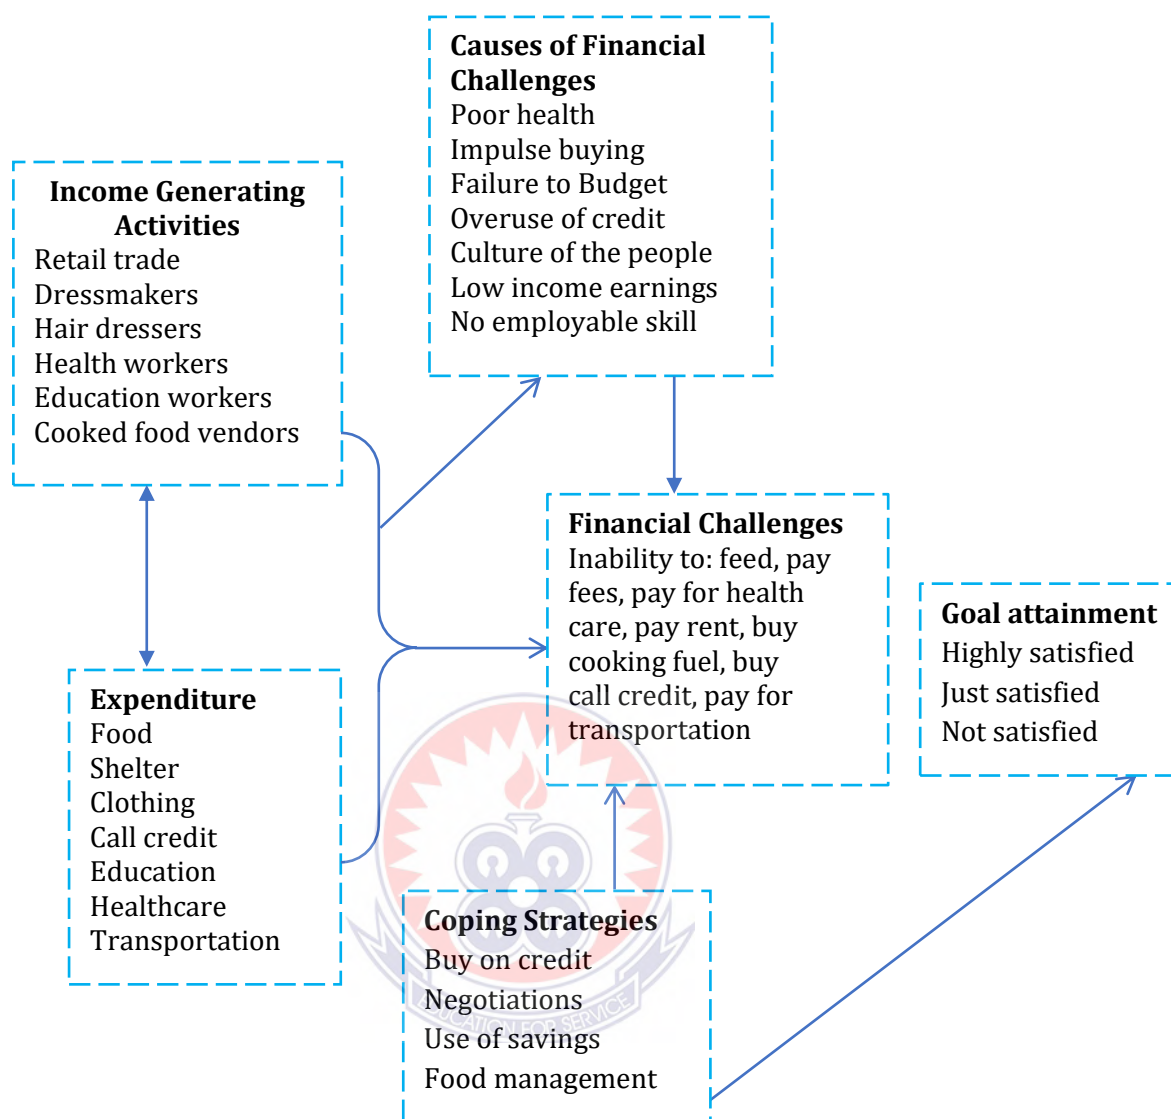 Causes of Financial
Challenges
Poor health
Impulse buying
Failure to Budget
Overuse of credit
Culture of the people
Low income earnings
No employable skill
Income Generating
Activities
Retail trade
Dressmakers
Hair dressers
Health workers
Education workers
Cooked food vendors
Financial Challenges
Inability to: feed, pay
fees, pay for health
care, pay rent, buy
cooking fuel, buy
call credit, pay for
transportation
Goal attainment
Highly satisfied
Just satisfied
Not satisfied
Expenditure
Food
Shelter
Clothing
Call credit
Education
Healthcare
Transportation
Coping Strategies
Buy on credit
Negotiations
Use of savings
Food management
EDUCATION FOR SERVICE